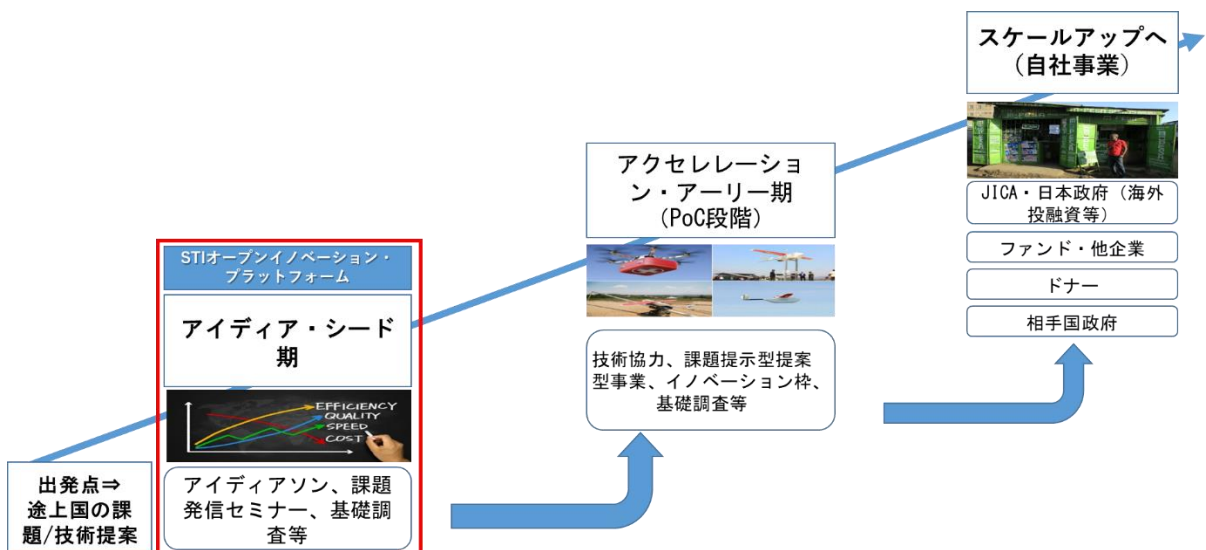 出発点⇒
途上国の課
題/技術提案
STIオープンイノベーション・
プラットフォーム
アイディア・シード
期
EFFICIENCY
QUALITY
SPEED
COST
アイディアソン、課題
発信セミナー、基礎調
査等
アクセレレーショ
ン・アーリー期
(PoC段階)
技術協力、課題提示型提案
型事業、イノベーション枠、
基礎調査等
スケールアップへ
(自社事業)
JICA・日本政府（海外
投融資等）
ファンド・他企業
ドナー
相手国政府